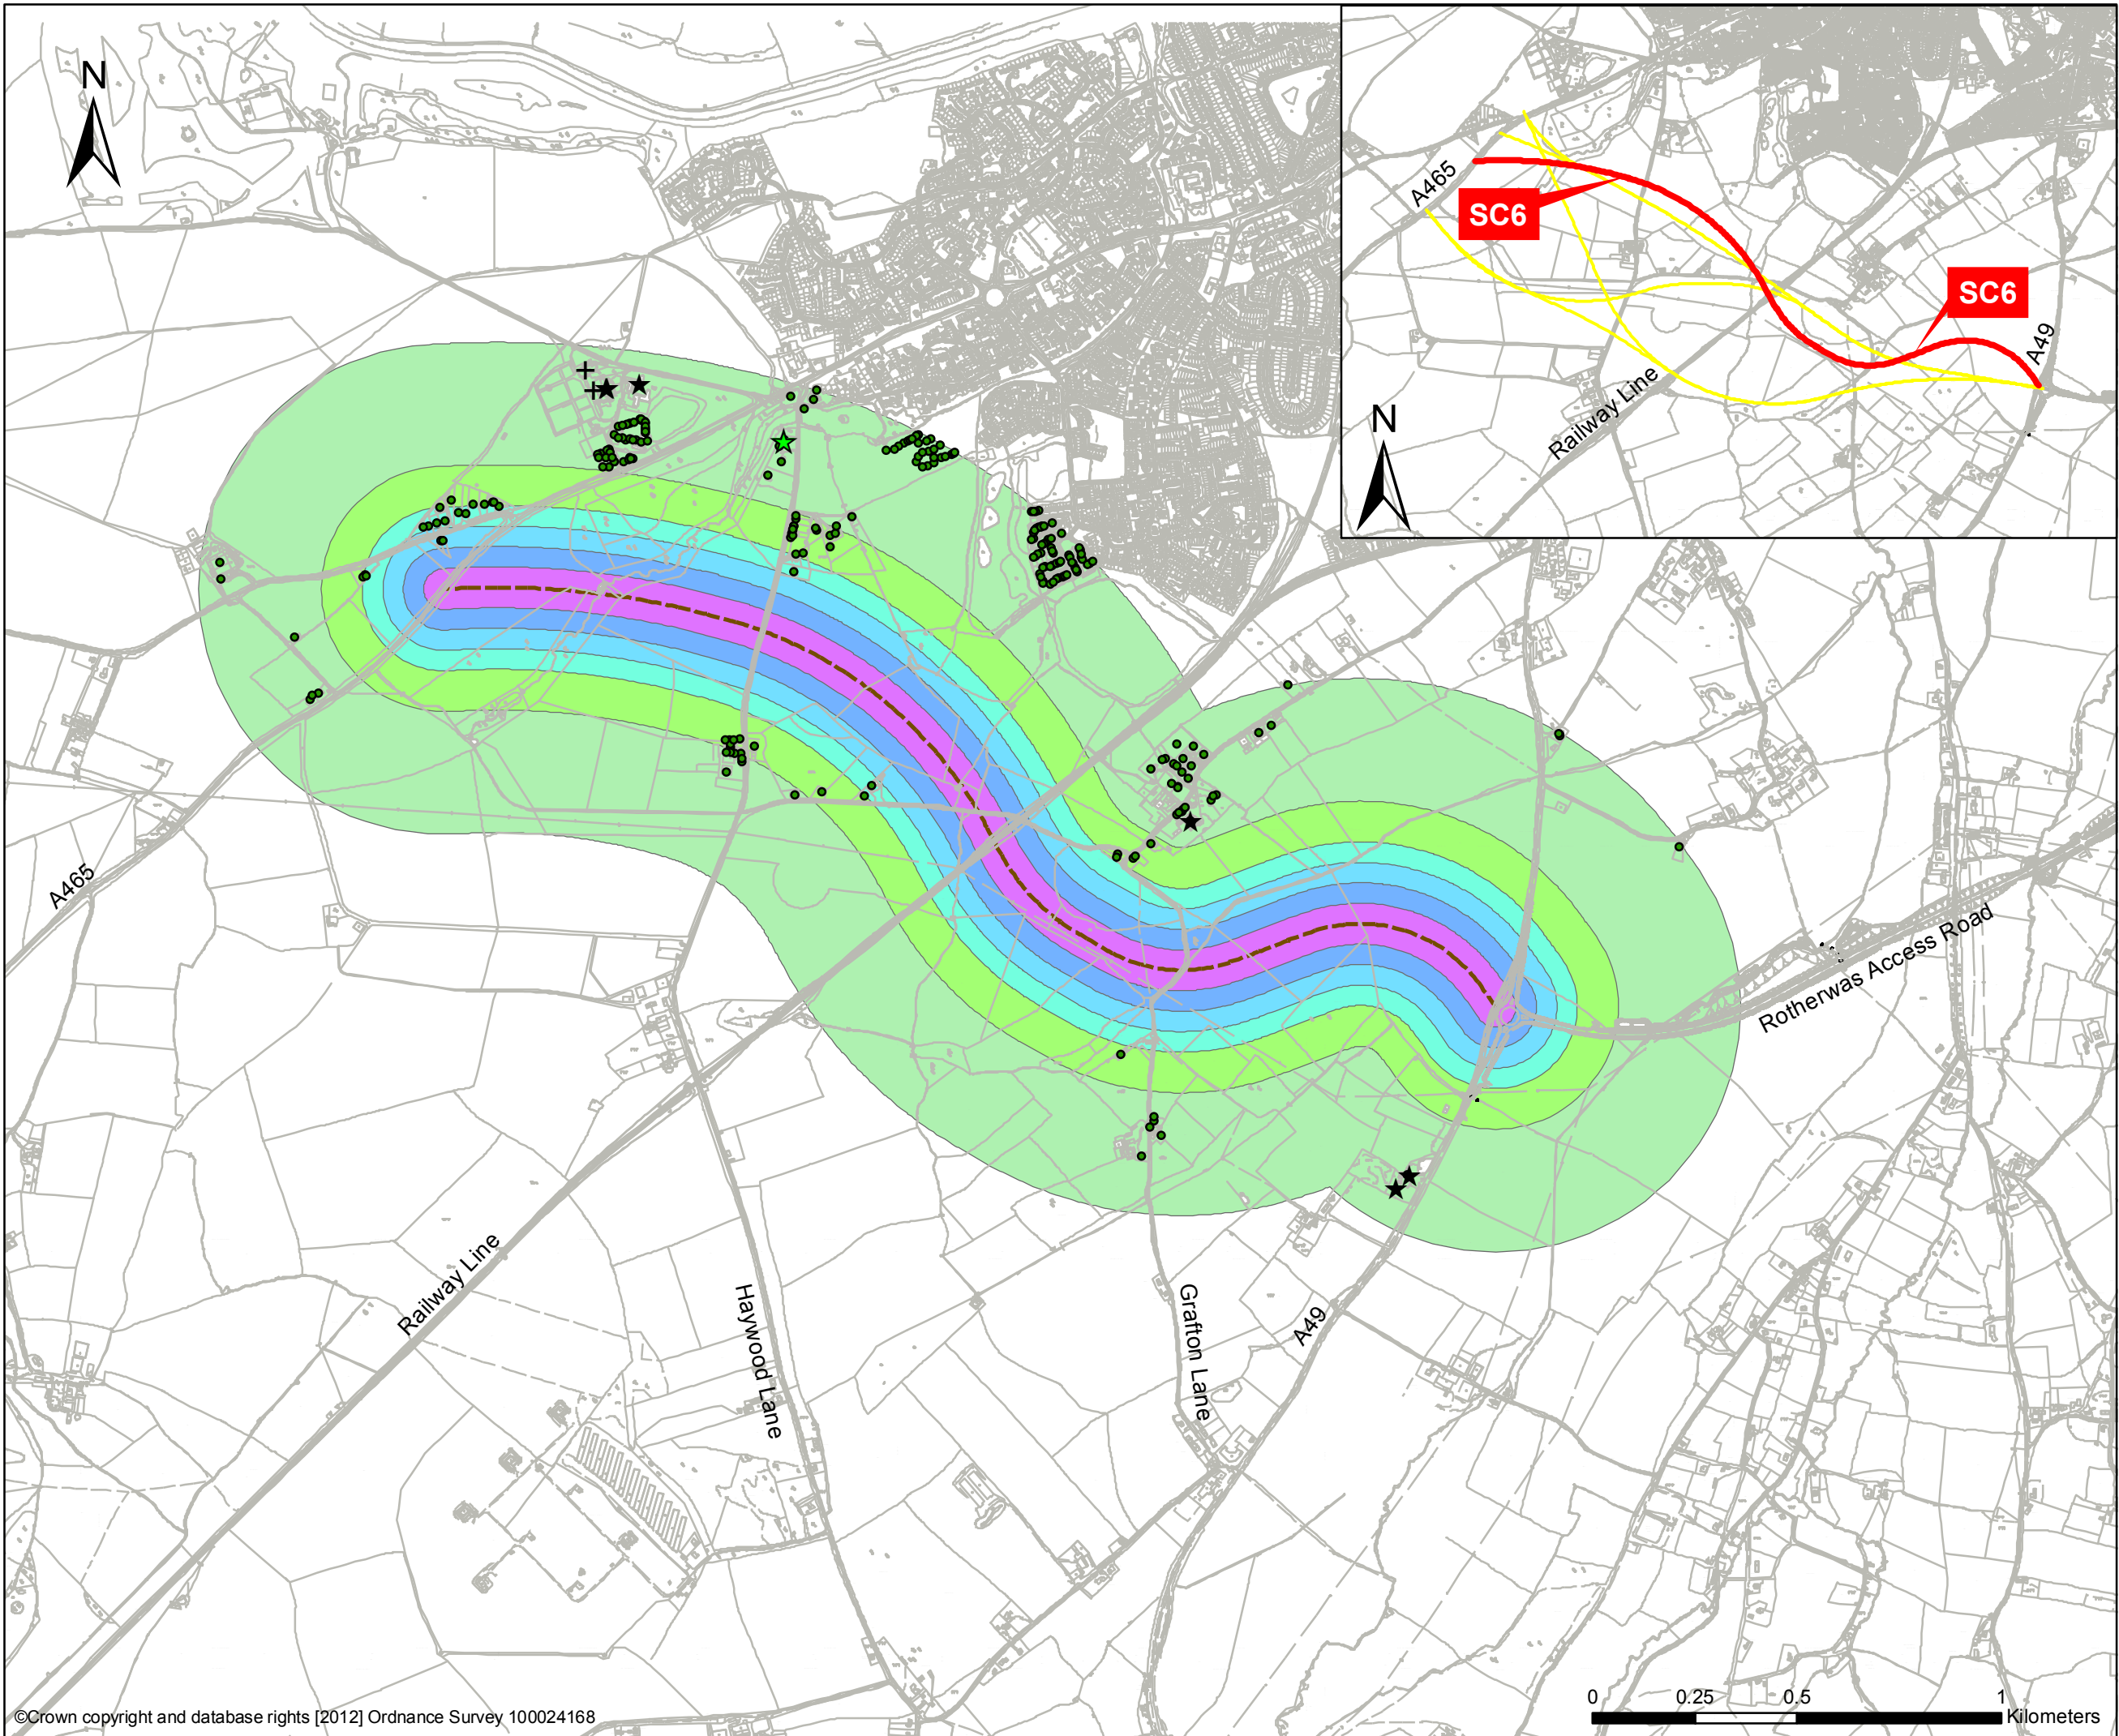 N
N
A465
SC6
SC6
A49
Railway Line
A465
Rotherwas Access Road
Railway Line
Haywood Lane
Grafton Lane
A49
0 0.25 0.5 1
Kilometers
©Crown copyright and database rights [2012] Ordnance Survey 100024168